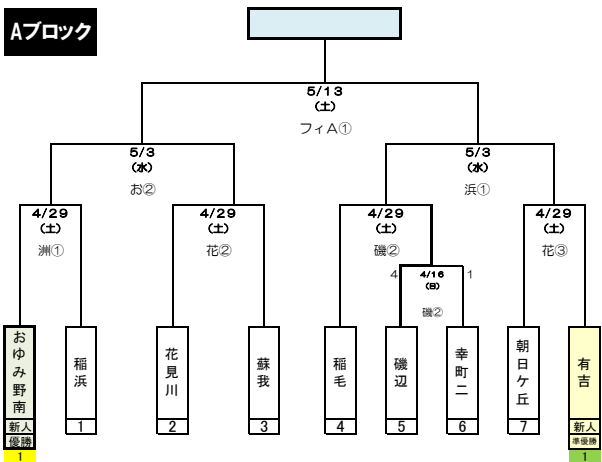 Aブロック
5/13
(土)
フィA①
5/3
(水)
お②
5/3
(水)
浜①
4/29
(土)
洲①
4/29
(土)
花②
4/29
(土)
磯②
4/29
(土)
花③
4
4/16
(日)
磯②
1
おゆみ野南
稲浜
花見川
蘇我
稲毛
磯辺
幸町二
朝日ケ丘
有吉
新人
優勝
1
1
2
3
4
5
6
7
新人
準優勝
1